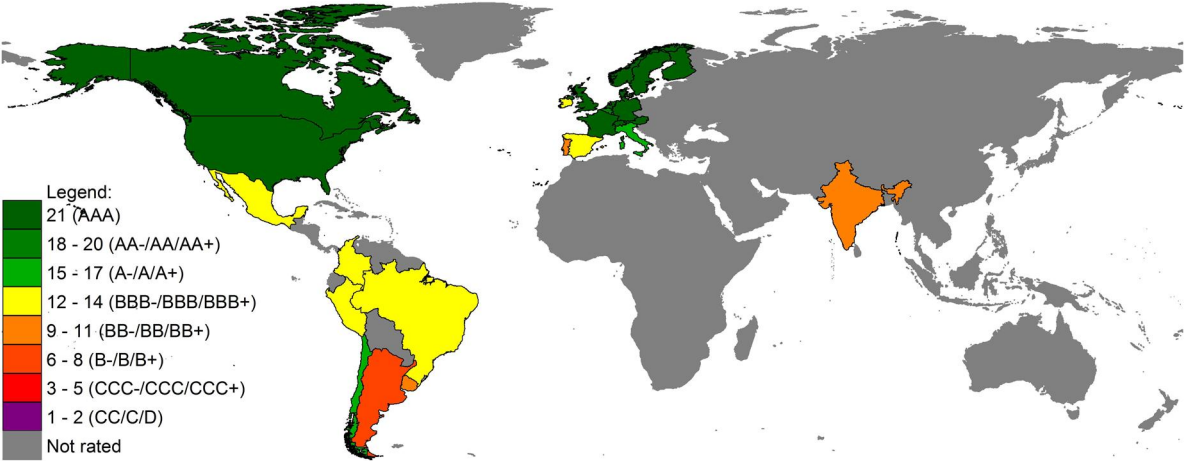 Legend:
21 (AAA)
18 - 20 (AA-/AA/AA+)
15 - 17 (A-/A/A+)
12 - 14 (BBB-/BBB/BBB+)
9 - 11 (BB-/BB/BB+)
6 - 8 (B-/B/B+)
3 - 5 (CCC-/CCC/CCC+)
1 - 2 (CC/C/D)
Not rated